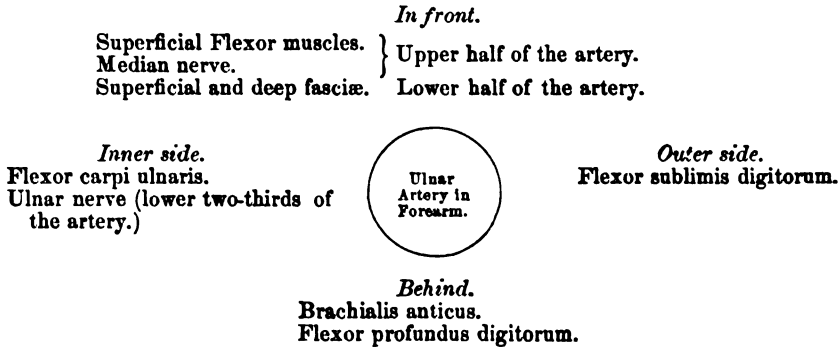 In front.
Superficial Flexor muscles. } Upper half of the artery.
Median nerve.
Superficial and deep fasciæ. Lower half of the artery.
Inner side.
Flexor carpi ulnaris.
Ulnar nerve (lower two-thirds of
the artery.)
Ulnar
Artery in
Forearm.
Outer side.
Flexor sublimis digitorum.
Behind.
Brachialis anticus.
Flexor profundus digitorum.